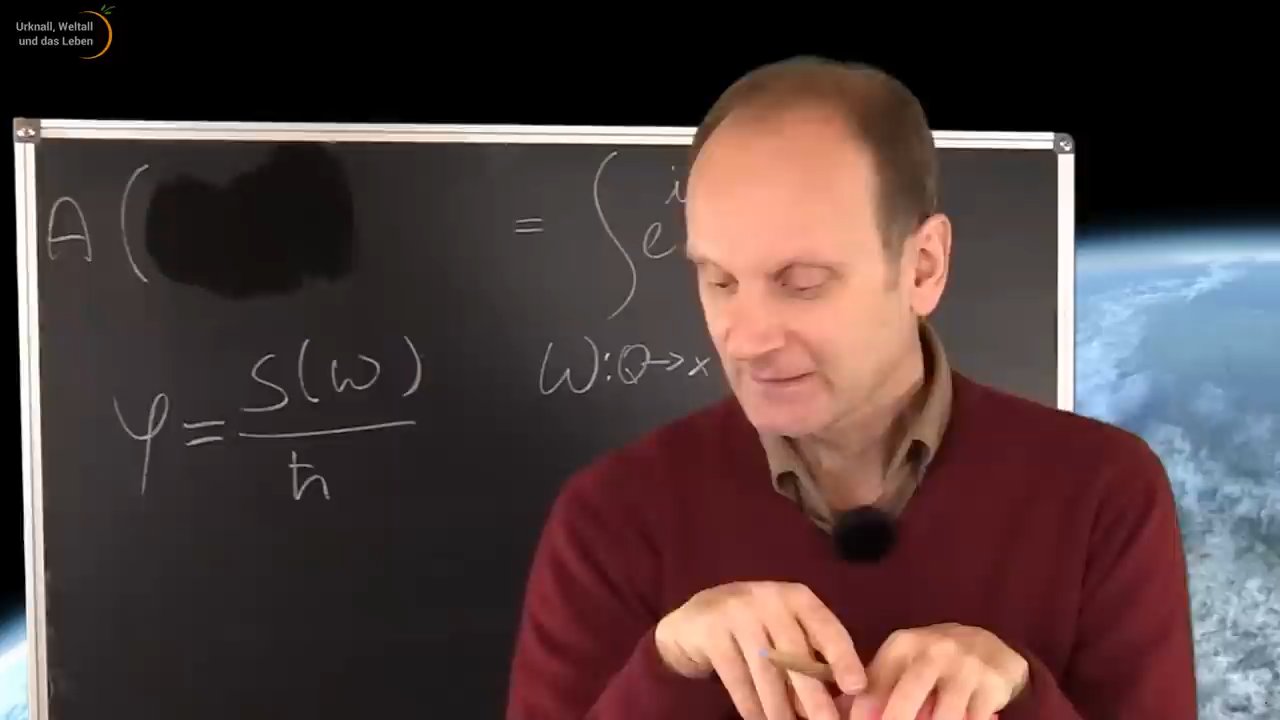 Urknall, Weltall
und das Leben
A ( = ∫ e^i
φ = S(W) / ħ
W: Q → x